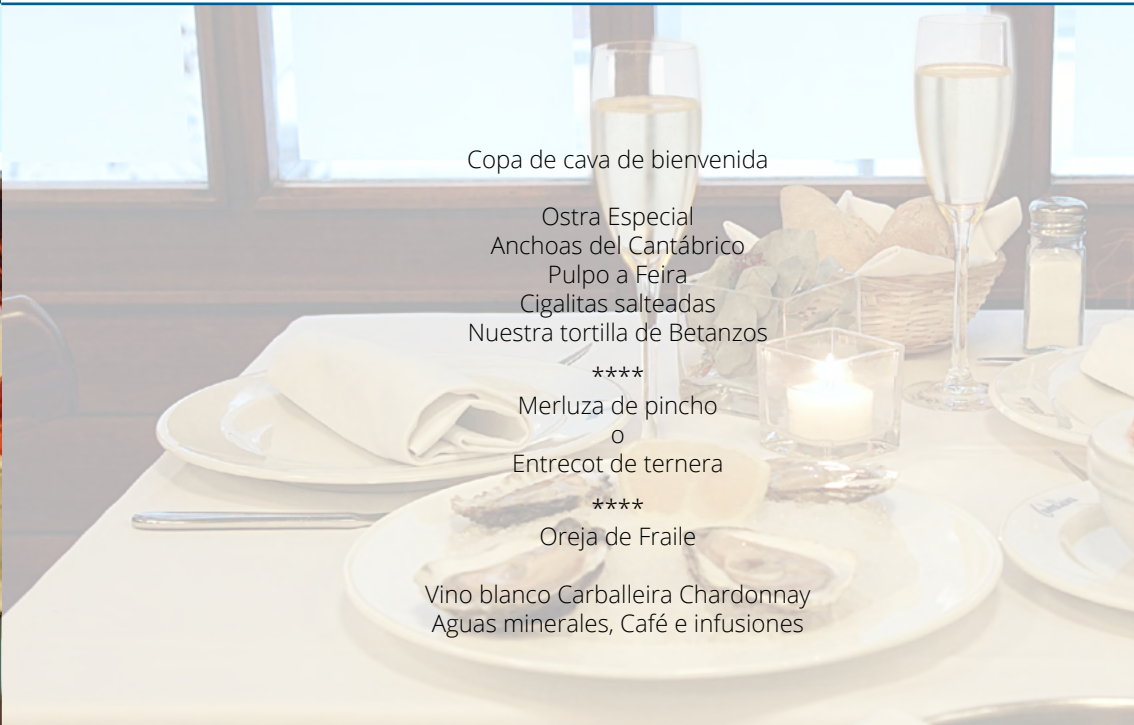 Copa de cava de bienvenida
Ostra Especial
Anchoas del Cantábrico
Pulpo a Feira
Cigalitas salteadas
Nuestra tortilla de Betanzos
****
Merluza de pincho
o
Entrecot de ternera
****
Oreja de Fraile
Vino blanco Carballeira Chardonnay
Aguas minerales, Café e infusiones